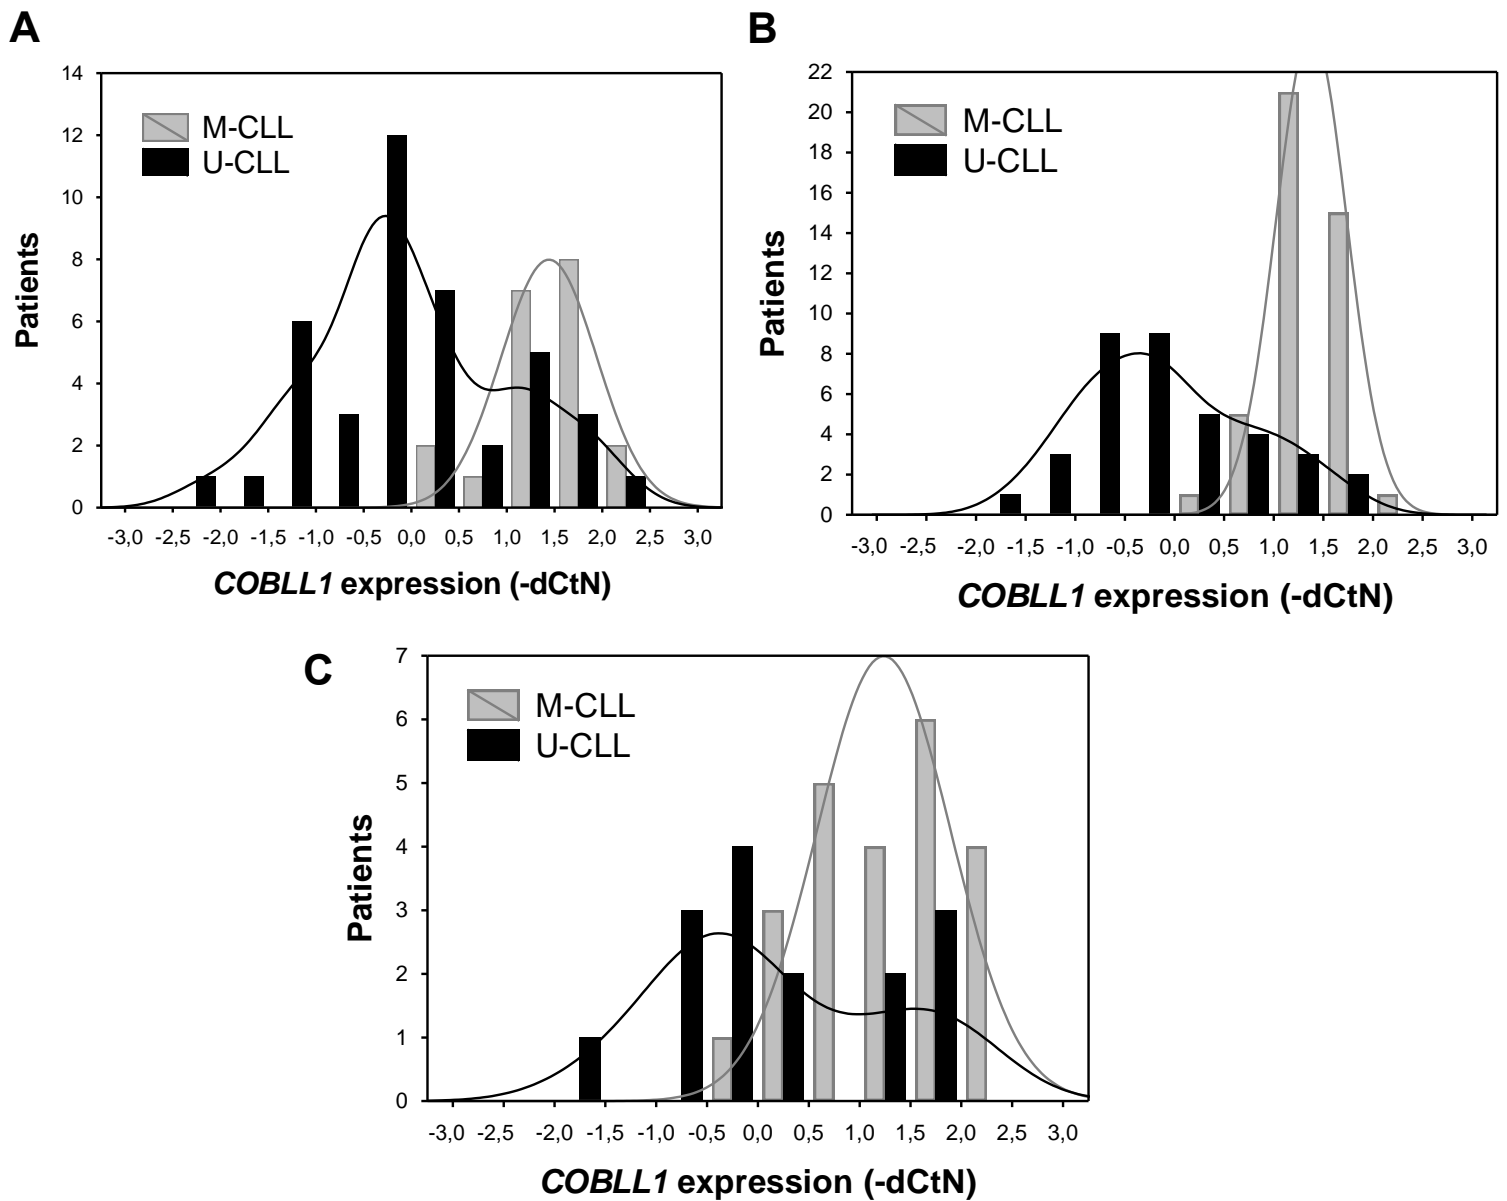 A
14
12
10
8
6
4
2
0
Patients
M-CLL
U-CLL
-3,0 -2,5 -2,0 -1,5 -1,0 -0,5 0,0 0,5 1,0 1,5 2,0 2,5 3,0
COBLL1 expression (-dCtN)
B
22
20
18
16
14
12
10
8
6
4
2
0
Patients
M-CLL
U-CLL
-3,0 -2,5 -2,0 -1,5 -1,0 -0,5 0,0 0,5 1,0 1,5 2,0 2,5 3,0
COBLL1 expression (-dCtN)
C
7
6
5
4
3
2
1
0
Patients
M-CLL
U-CLL
-3,0 -2,5 -2,0 -1,5 -1,0 -0,5 0,0 0,5 1,0 1,5 2,0 2,5 3,0
COBLL1 expression (-dCtN)